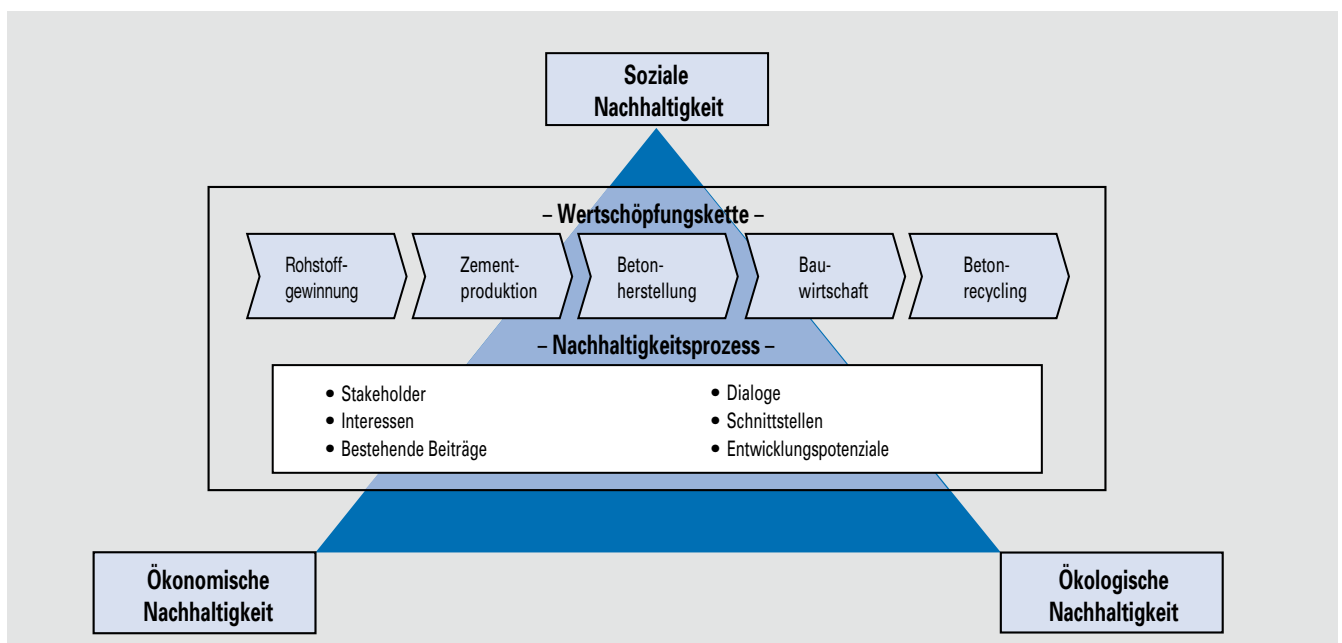 Soziale
Nachhaltigkeit
– Wertschöpfungskette –
Rohstoff-
gewinnung
Zement-
produktion
Beton-
herstellung
Bau-
wirtschaft
Beton-
recycling
– Nachhaltigkeitsprozess –
• Stakeholder
• Interessen
• Bestehende Beiträge
• Dialoge
• Schnittstellen
• Entwicklungspotenziale
Ökonomische
Nachhaltigkeit
Ökologische
Nachhaltigkeit